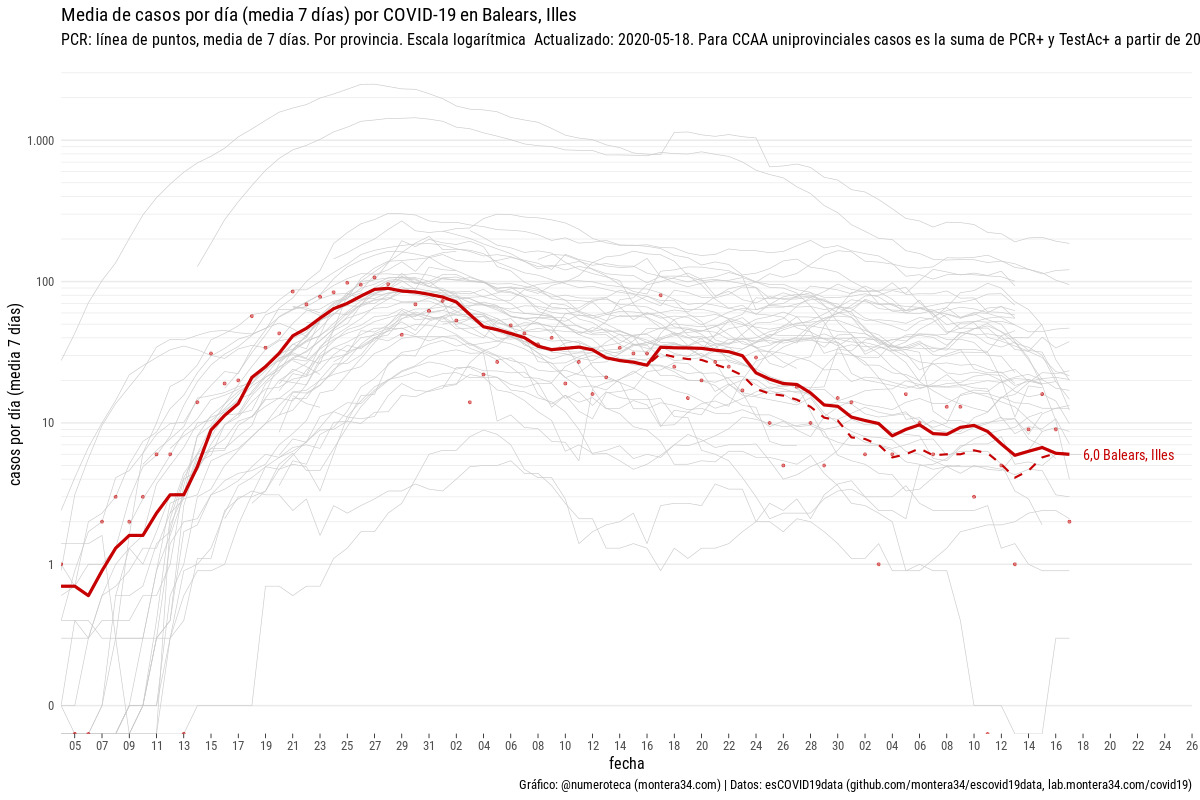 Media de casos por día (media 7 días) por COVID-19 en Balears, Illes
PCR: línea de puntos, media de 7 días. Por provincia. Escala logarítmica  Actualizado: 2020-05-18. Para CCAA uniprovinciales casos es la suma de PCR+ y TestAc+ a partir de 20
casos por día (media 7 días)
1.000
100
10
1
0
6,0 Balears, Illes
05 07 09 11 13 15 17 19 21 23 25 27 29 31 02 04 06 08 10 12 14 16 18 20 22 24 26 28 30 02 04 06 08 10 12 14 16 18 20 22 24 26
fecha
Gráfico: @numeroteca (montera34.com) | Datos: esCOVID19data (github.com/montera34/escovid19data, lab.montera34.com/covid19)